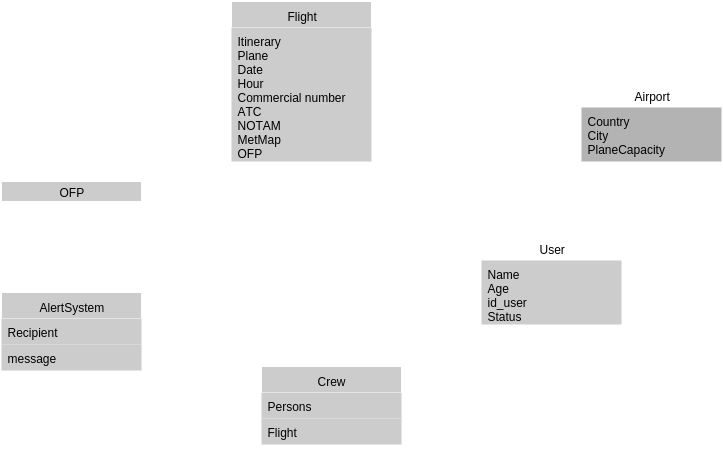 Flight
Itinerary
Plane
Date
Hour
Commercial number
ATC
NOTAM
MetMap
OFP
Airport
Country
City
PlaneCapacity
OFP
User
Name
Age
id_user
Status
AlertSystem
Recipient
message
Crew
Persons
Flight